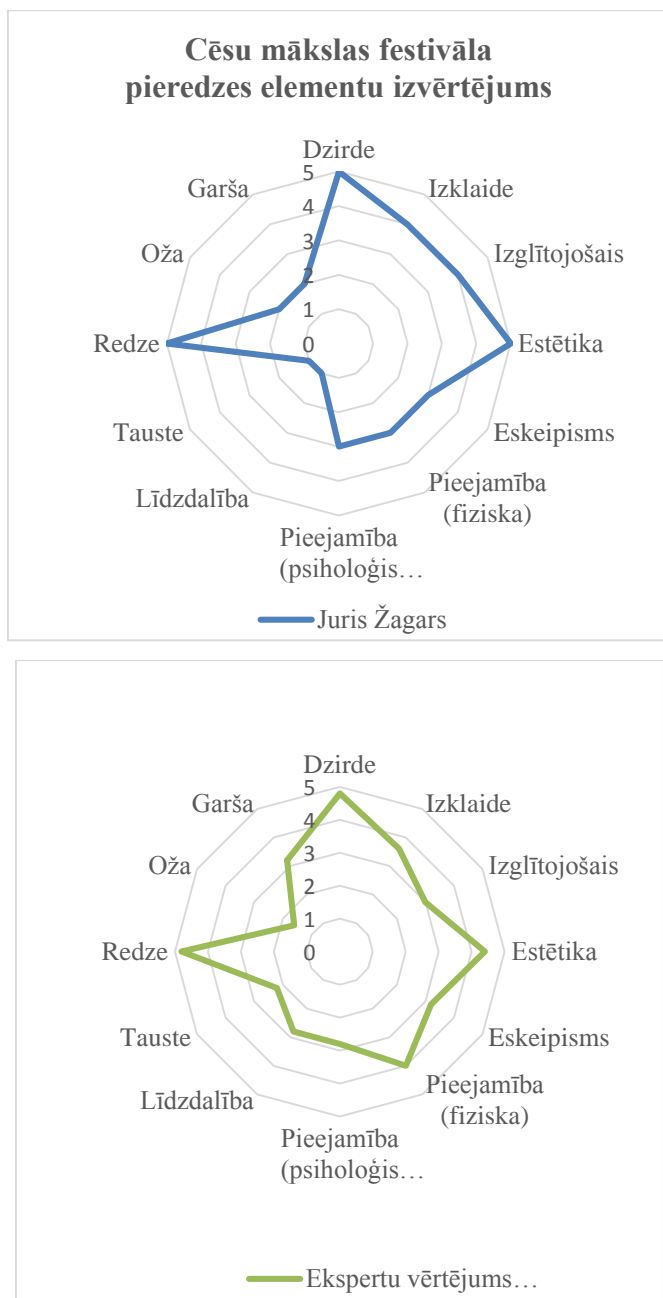 Cēsu mākslas festivāla
pieredzes elementu izvērtējums
Dzirde
Izklaide
Izglītojošais
Estētika
Eskeipisms
Pieejamība
(fiziska)
Pieejamība
(psiholoģis…
Līdzdalība
Tauste
Redze
Oža
Garša
5
4
3
2
1
0
Juris Žagars
Dzirde
Izklaide
Izglītojošais
Estētika
Eskeipisms
Pieejamība
(fiziska)
Pieejamība
(psiholoģis…
Līdzdalība
Tauste
Redze
Oža
Garša
5
4
3
2
1
0
Ekspertu vērtējums…